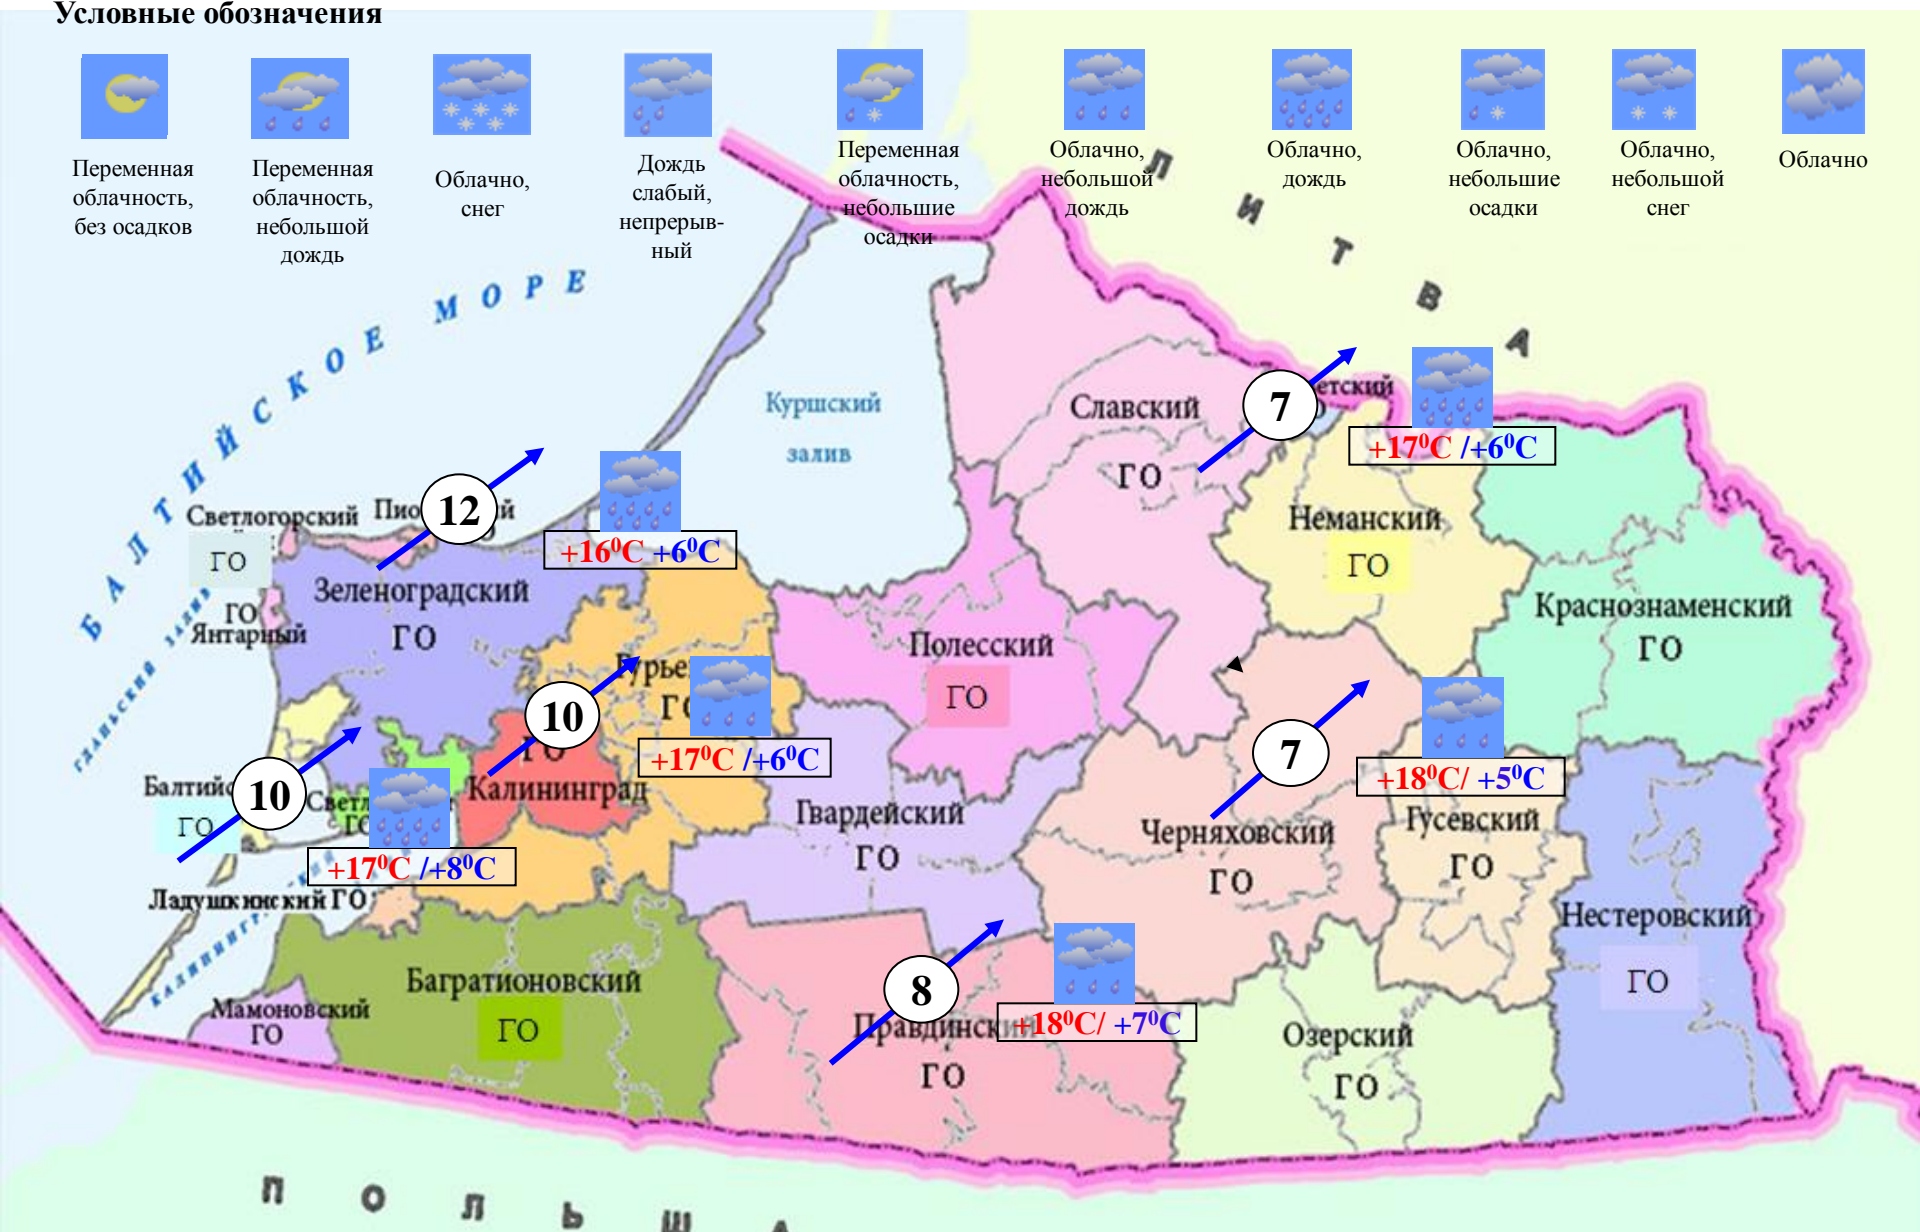 Условные обозначения
Переменная
облачность,
без осадков
Переменная
облачность,
небольшой
дождь
Облачно,
снег
Дождь
слабый,
непрерыв-
ный
Переменная
облачность,
небольшие
осадки
Облачно,
небольшой
дождь
Облачно,
дождь
Облачно,
небольшие
осадки
Облачно,
небольшой
снег
Облачно
ЛИТВА
БАЛТИЙСКОЕ МОРЕ
Куршский
залив
Славский
ГО
7
етский
+17⁰С /+6⁰С
12
Светлогорский
ГО
+16⁰С +6⁰С
Неманский
ГО
Зеленоградский
ГО
ГО
Янтарный
ГДАНЬСКИЙ ЗАЛИВ
Краснознаменский
ГО
Полесский
ГО
10
ГО
Калининград
+17⁰С /+6⁰С
7
+18⁰С/ +5⁰С
10
ГО
+17⁰С /+8⁰С
Гвардейский
ГО
Черняховский
ГО
Гусевский
ГО
Ладушкинский ГО
Нестеровский
ГО
Багратионовский
ГО
Мамоновский
ГО
8
Правдинский
ГО
+18⁰С/ +7⁰С
Озерский
ГО
ПОЛЬША